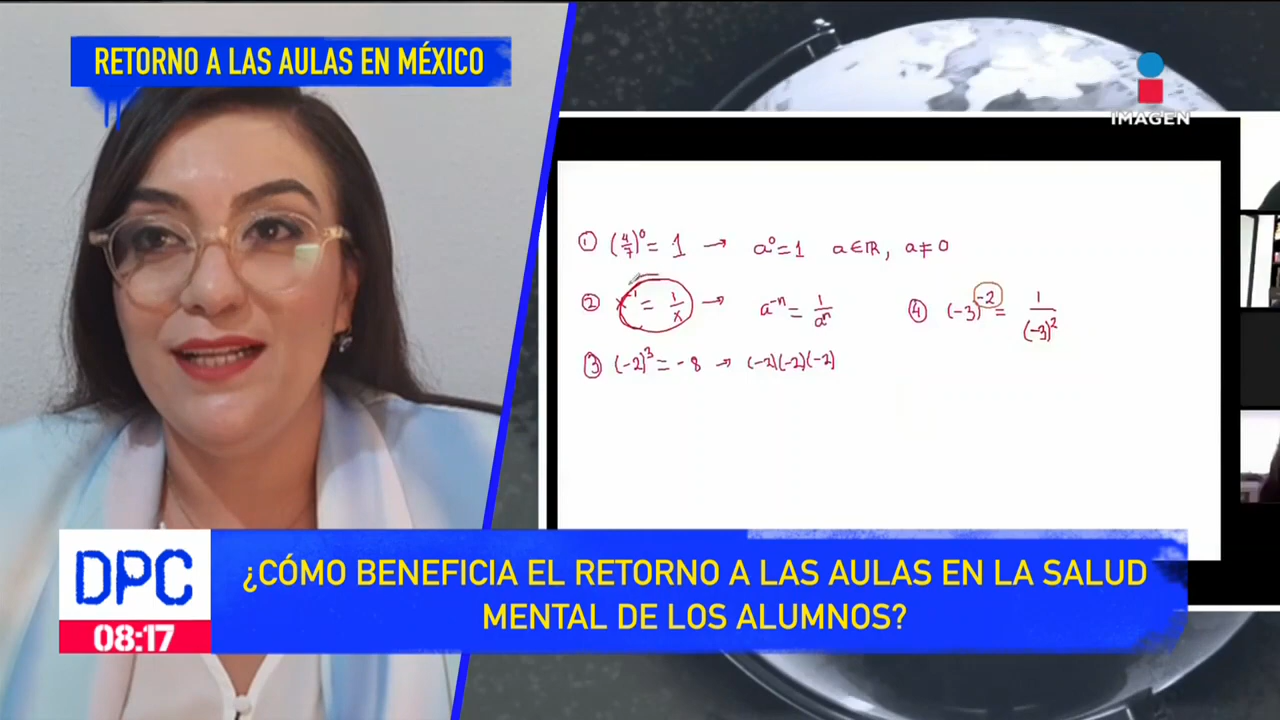 RETORNO A LAS AULAS EN MÉXICO
IMAGEN
① (4/7)⁰ = 1 → a⁰ = 1 a ∈ ℝ, a ≠ 0
② x⁻¹ = 1/x → a⁻ⁿ = 1/aⁿ
④ (-3)⁻² = 1/(-3)²
③ (-2)³ = -8 → (-2)(-2)(-2)
DPC
08:17
¿CÓMO BENEFICIA EL RETORNO A LAS AULAS EN LA SALUD
MENTAL DE LOS ALUMNOS?